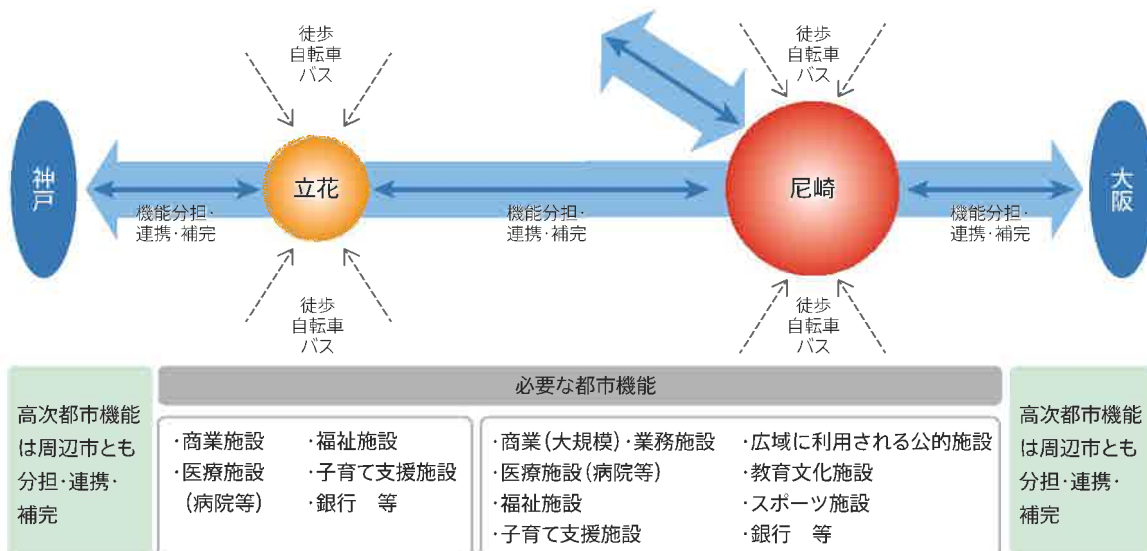 徒歩
自転車
バス
徒歩
自転車
バス
神戸
立花
尼崎
大阪
機能分担・
連携・補完
機能分担・
連携・補完
機能分担・
連携・補完
徒歩
自転車
バス
徒歩
自転車
バス
高次都市機能
は周辺市とも
分担・連携・
補完
必要な都市機能
・商業施設
・医療施設
(病院等)
・福祉施設
・子育て支援施設
・銀行　等
・商業(大規模)・業務施設
・医療施設(病院等)
・福祉施設
・子育て支援施設
・広域に利用される公的施設
・教育文化施設
・スポーツ施設
・銀行　等
高次都市機能
は周辺市とも
分担・連携・
補完